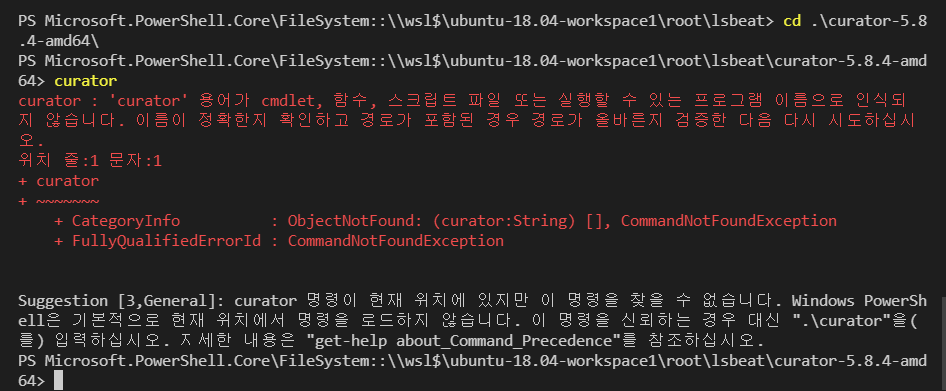 PS Microsoft.PowerShell.Core\FileSystem::\\wsl$\ubuntu-18.04-workspace1\root\lsbeat> cd .\curator-5.8
.4-amd64\
PS Microsoft.PowerShell.Core\FileSystem::\\wsl$\ubuntu-18.04-workspace1\root\lsbeat\curator-5.8.4-amd
64> curator
curator : 'curator' 용어가 cmdlet, 함수, 스크립트 파일 또는 실행할 수 있는 프로그램 이름으로 인식되
지 않습니다. 이름이 정확한지 확인하고 경로가 포함된 경우 경로가 올바른지 검증한 다음 다시 시도하십시
오.
위치 줄:1 문자:1
+ curator
+ ~~~~~~~
    + CategoryInfo          : ObjectNotFound: (curator:String) [], CommandNotFoundException
    + FullyQualifiedErrorId : CommandNotFoundException
Suggestion [3,General]: curator 명령이 현재 위치에 있지만 이 명령을 찾을 수 없습니다. Windows PowerSh
ell은 기본적으로 현재 위치에서 명령을 로드하지 않습니다. 이 명령을 신뢰하는 경우 대신 ".\curator"을(
를) 입력하십시오. 자세한 내용은 "get-help about_Command_Precedence"를 참조하십시오.
PS Microsoft.PowerShell.Core\FileSystem::\\wsl$\ubuntu-18.04-workspace1\root\lsbeat\curator-5.8.4-amd
64>